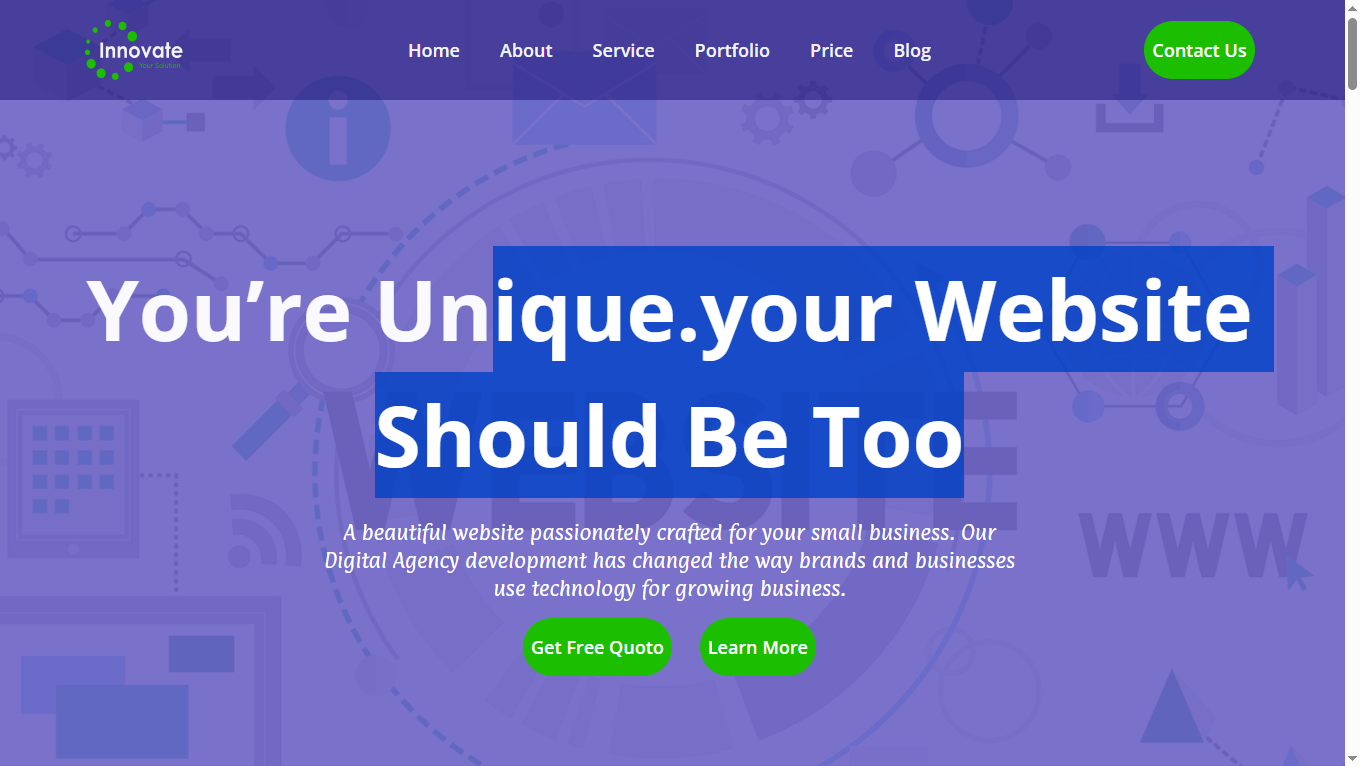 Innovate
Your Solution
Home About Service Portfolio Price Blog
Contact Us
You’re Unique.your Website
Should Be Too
WEBSITE
WWW
A beautiful website passionately crafted for your small business. Our
Digital Agency development has changed the way brands and businesses
use technology for growing business.
Get Free Quoto
Learn More